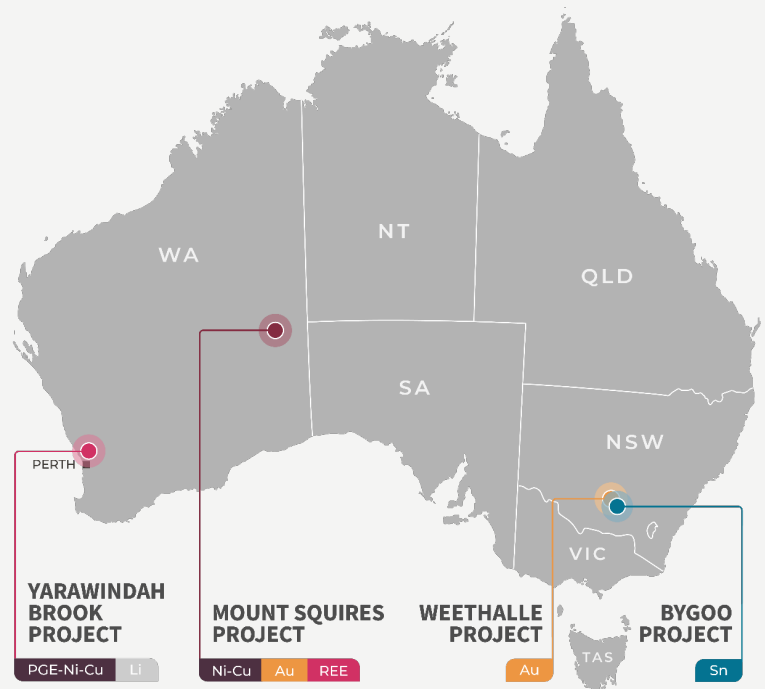 WA
NT
QLD
SA
NSW
PERTH
VIC
TAS
YARAWINDAH
BROOK
PROJECT
PGE-Ni-Cu Li
MOUNT SQUIRES
PROJECT
Ni-Cu Au REE
WEETHALLE
PROJECT
Au
BYGOO
PROJECT
Sn